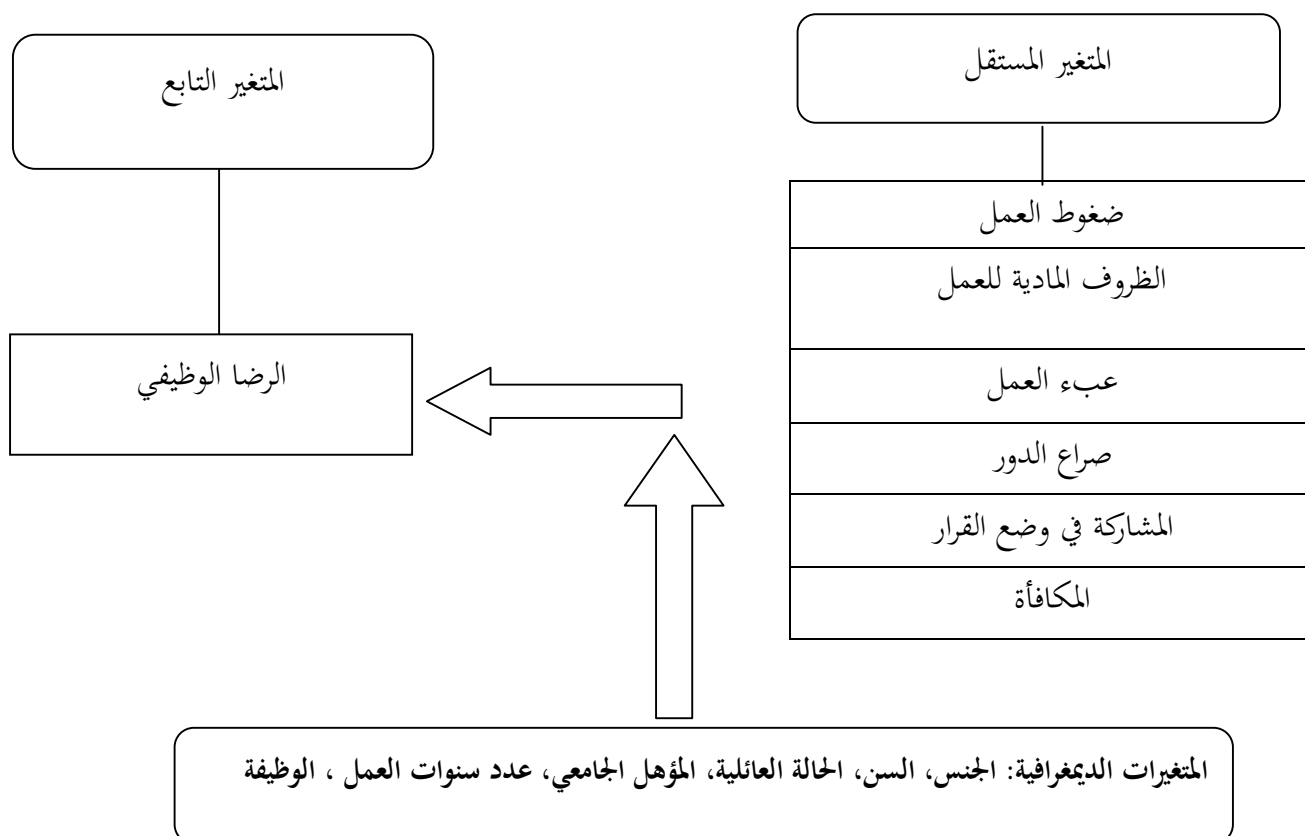 المتغير المستقل
المتغير التابع
ضغوط العمل
الظروف المادية للعمل
الرضا الوظيفي
عبء العمل
صراع الدور
المشاركة في وضع القرار
المكافأة
المتغيرات الديمغرافية: الجنس، السن، الحالة العائلية، المؤهل الجامعي، عدد سنوات العمل ، الوظيفة